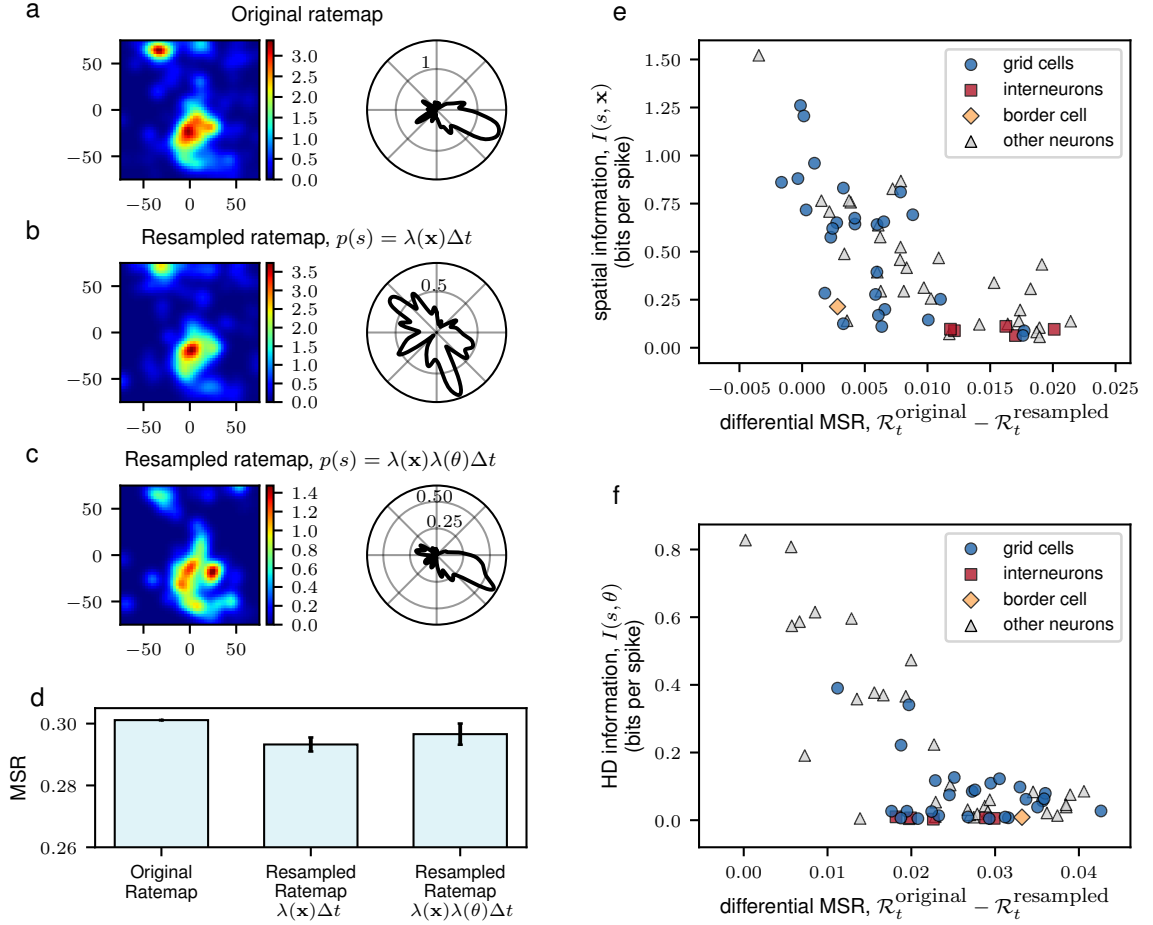 a
Original ratemap
50
0
−50
−50
0
50
3.0
2.5
2.0
1.5
1.0
0.5
0.0
1
b
Resampled ratemap, p(s) = λ(x)Δt
50
0
−50
−50
0
50
3.5
3.0
2.5
2.0
1.5
1.0
0.5
0.0
0.5
c
Resampled ratemap, p(s) = λ(x)λ(θ)Δt
50
0
−50
−50
0
50
1.4
1.2
1.0
0.8
0.6
0.4
0.2
0.0
0.50
0.25
d
MSR
0.30
0.28
0.26
Original
Ratemap
Resampled
Ratemap
λ(x)Δt
Resampled
Ratemap
λ(x)λ(θ)Δt
e
spatial information, I(s, x)
(bits per spike)
1.50
1.25
1.00
0.75
0.50
0.25
0.00
grid cells
interneurons
border cell
other neurons
−0.005
0.000
0.005
0.010
0.015
0.020
0.025
differential MSR, ℛ_t^original − ℛ_t^resampled
f
HD information, I(s, θ)
(bits per spike)
0.8
0.6
0.4
0.2
0.0
grid cells
interneurons
border cell
other neurons
0.00
0.01
0.02
0.03
0.04
differential MSR, ℛ_t^original − ℛ_t^resampled